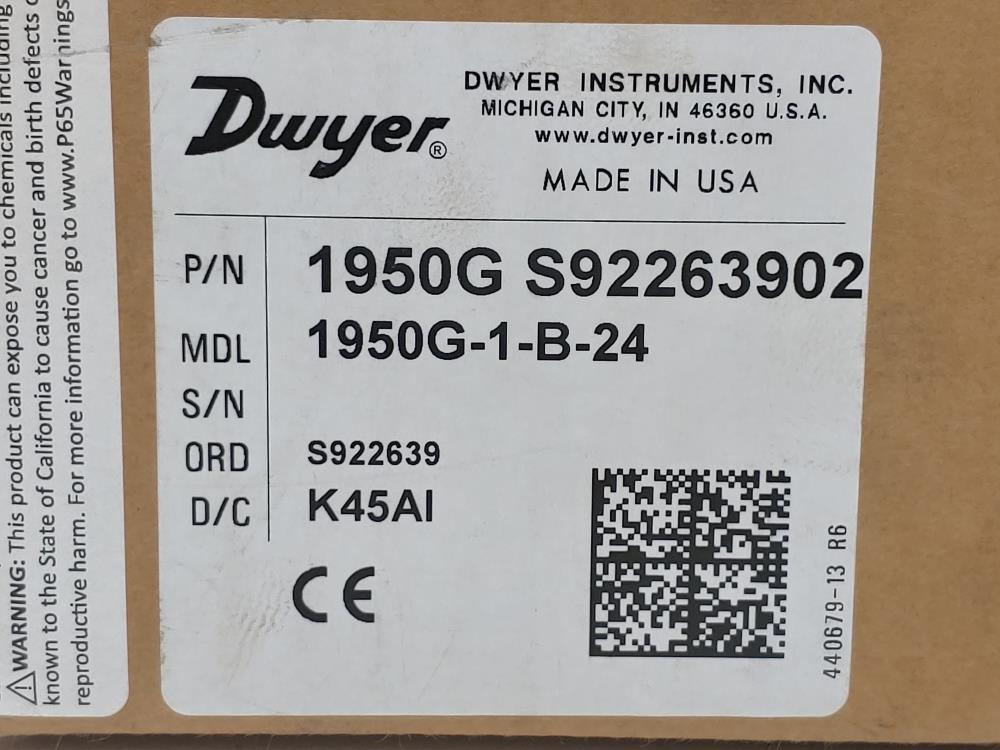 Dwyer®
DWYER INSTRUMENTS, INC.
MICHIGAN CITY, IN 46360 U.S.A.
www.dwyer-inst.com
MADE IN USA
P/N 1950G S92263902
MDL 1950G-1-B-24
S/N
ORD S922639
D/C K45AI
CE
440679-13 R6
WARNING: This product can expose you to chemicals including
known to the State of California to cause cancer and birth defects
reproductive harm. For more information go to www.P65Warnings